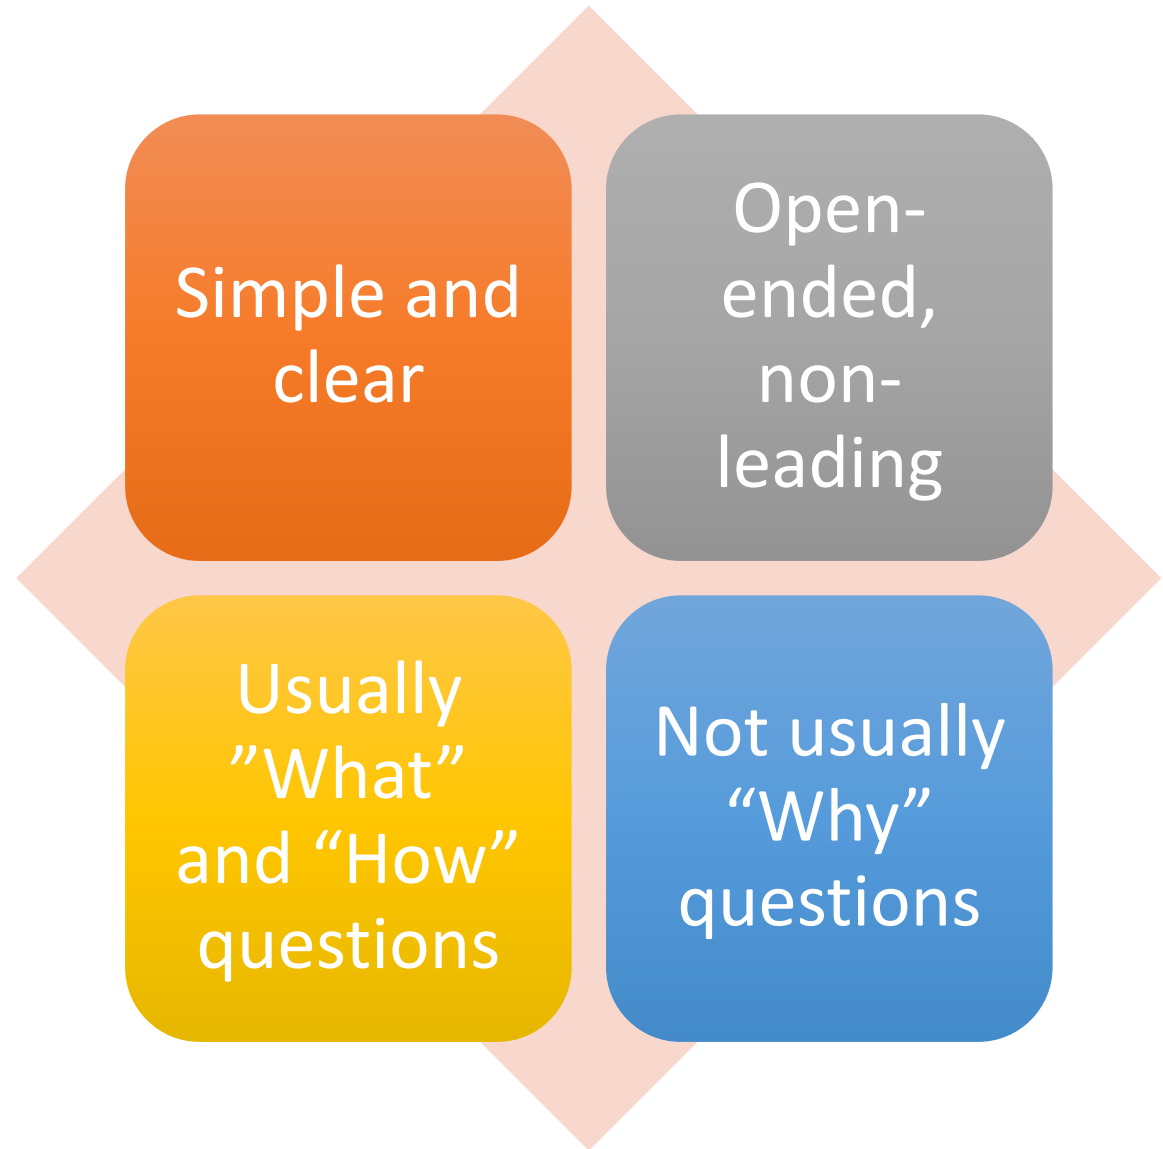 Simple and
clear
Open-
ended,
non-
leading
Usually
”What”
and “How”
questions
Not usually
“Why”
questions